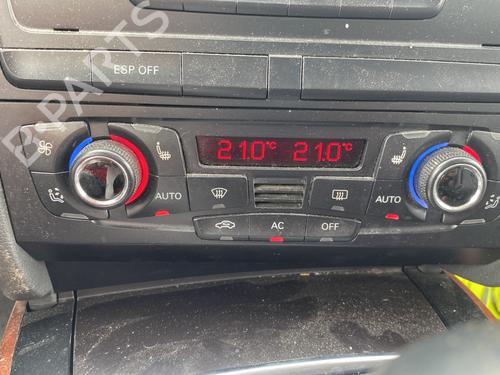 B-PARTS
ESP OFF
21.0°C 21.0°C
AUTO
AUTO
AC
OFF